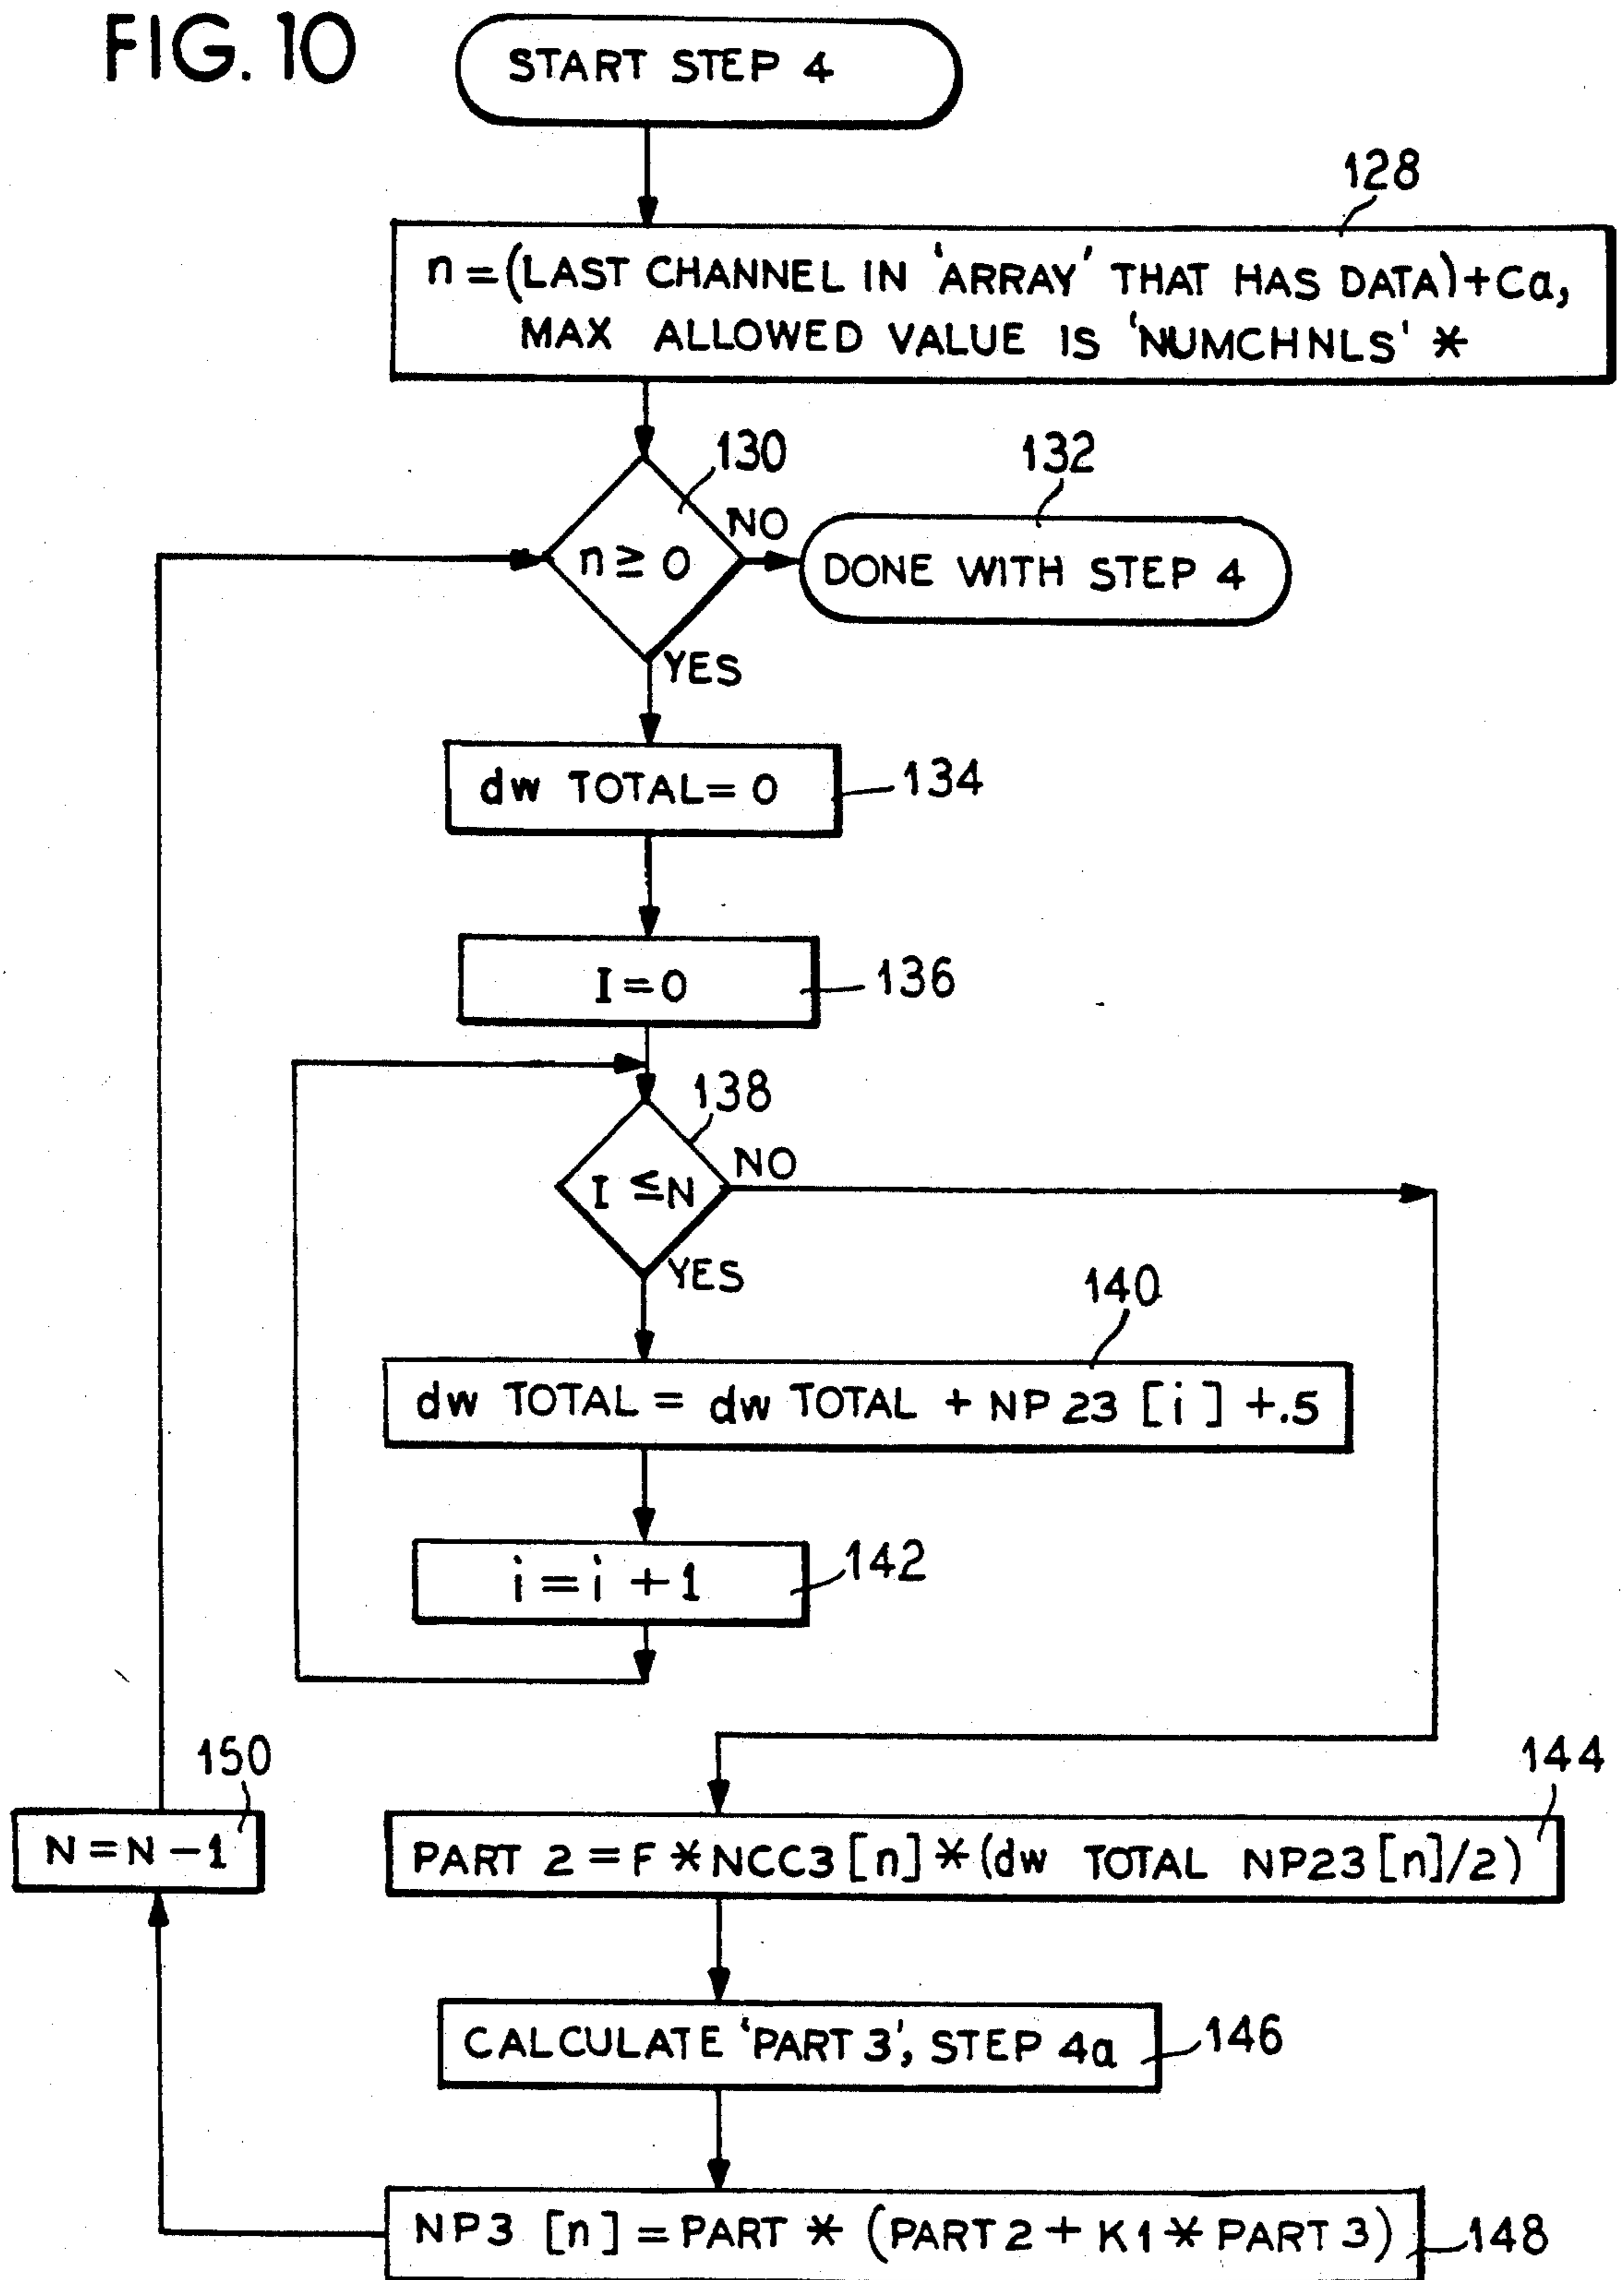 FIG. 10
START STEP 4
128
n = (LAST CHANNEL IN 'ARRAY' THAT HAS DATA) + Ca,
MAX ALLOWED VALUE IS 'NUMCHNLS' *
130
132
n ≥ 0
NO
DONE WITH STEP 4
YES
dw TOTAL = 0
134
I = 0
136
138
I ≤ N
NO
YES
140
dw TOTAL = dw TOTAL + NP 23 [i] +.5
i = i + 1
142
150
144
N = N - 1
PART 2 = F * NCC3 [n] * (dw TOTAL NP23 [n]/2)
CALCULATE 'PART 3', STEP 4a
146
NP3 [n] = PART * (PART 2 + K1 * PART 3)
148